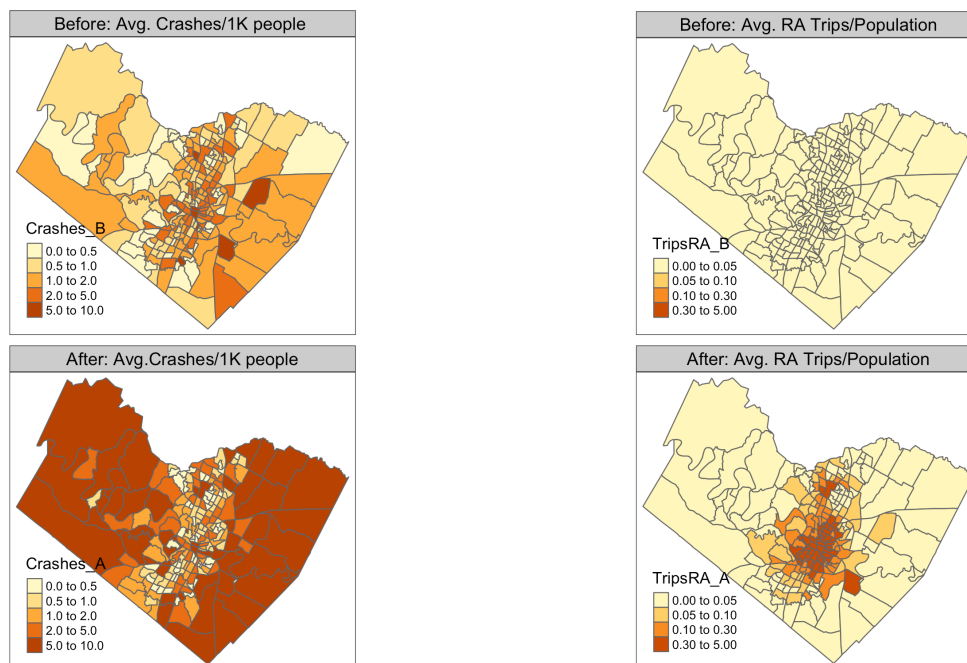 Before: Avg. Crashes/1K people
Crashes_B
0.0 to 0.5
0.5 to 1.0
1.0 to 2.0
2.0 to 5.0
5.0 to 10.0
Before: Avg. RA Trips/Population
TripsRA_B
0.00 to 0.05
0.05 to 0.10
0.10 to 0.30
0.30 to 5.00
After: Avg.Crashes/1K people
Crashes_A
0.0 to 0.5
0.5 to 1.0
1.0 to 2.0
2.0 to 5.0
5.0 to 10.0
After: Avg. RA Trips/Population
TripsRA_A
0.00 to 0.05
0.05 to 0.10
0.10 to 0.30
0.30 to 5.00